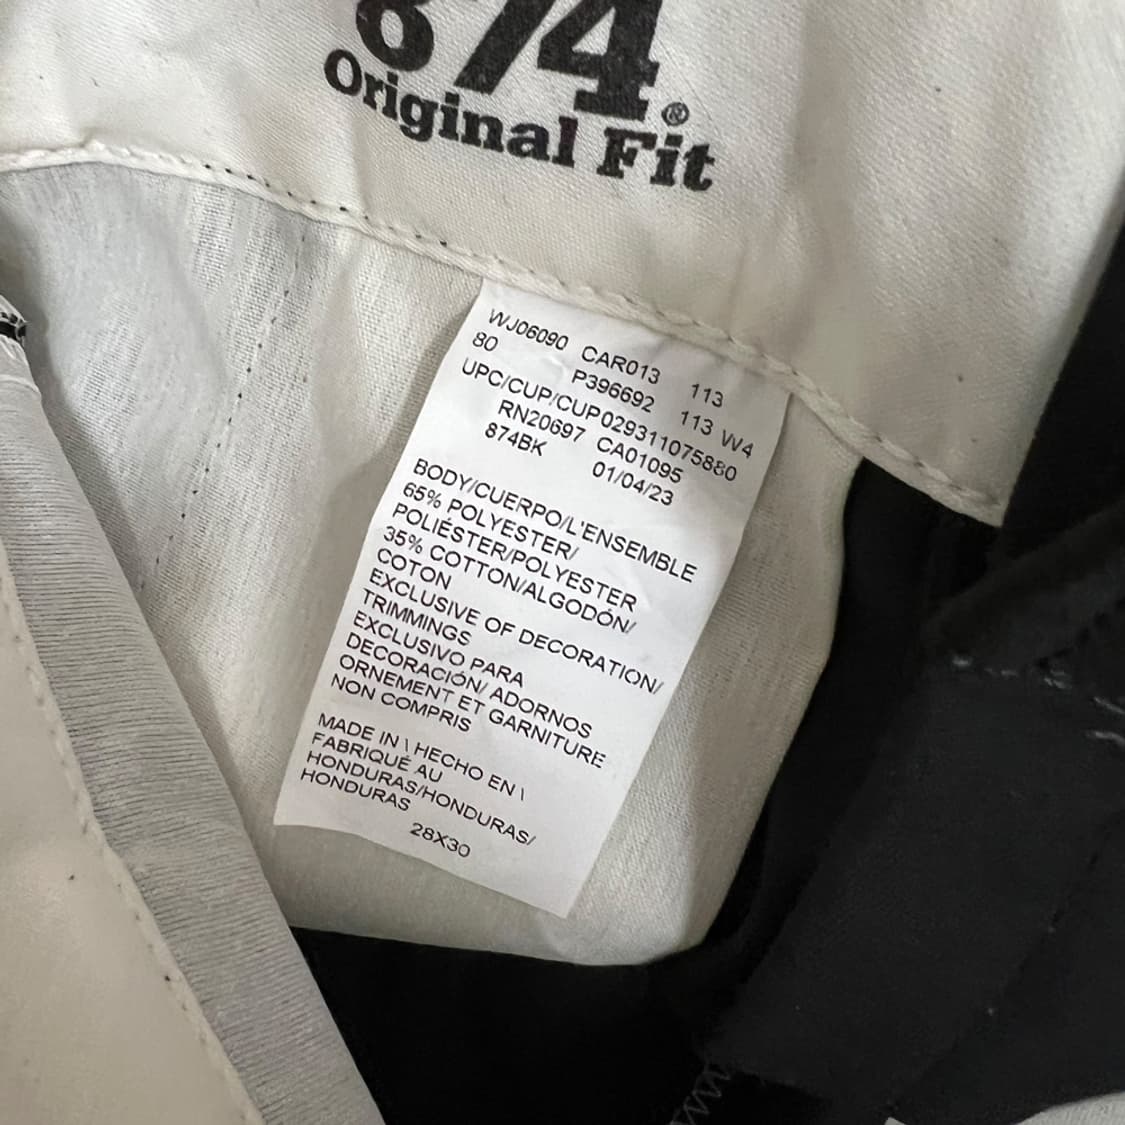 874®
Original Fit
WJ06090 CAR013 113
80 P396692 113 W4
UPC/CUP/CUP029311075880
RN20697 CA01095
874BK 01/04/23
BODY/CUERPO/L'ENSEMBLE
65% POLYESTER/
POLIÉSTER/POLYESTER
35% COTTON/ALGODÓN/
COTON
EXCLUSIVE OF DECORATION/
TRIMMINGS
EXCLUSIVO PARA
DECORACIÓN/ ADORNOS
ORNEMENT ET GARNITURE
NON COMPRIS
MADE IN \ HECHO EN \
FABRIQUÉ AU
HONDURAS/HONDURAS/
HONDURAS
28X30